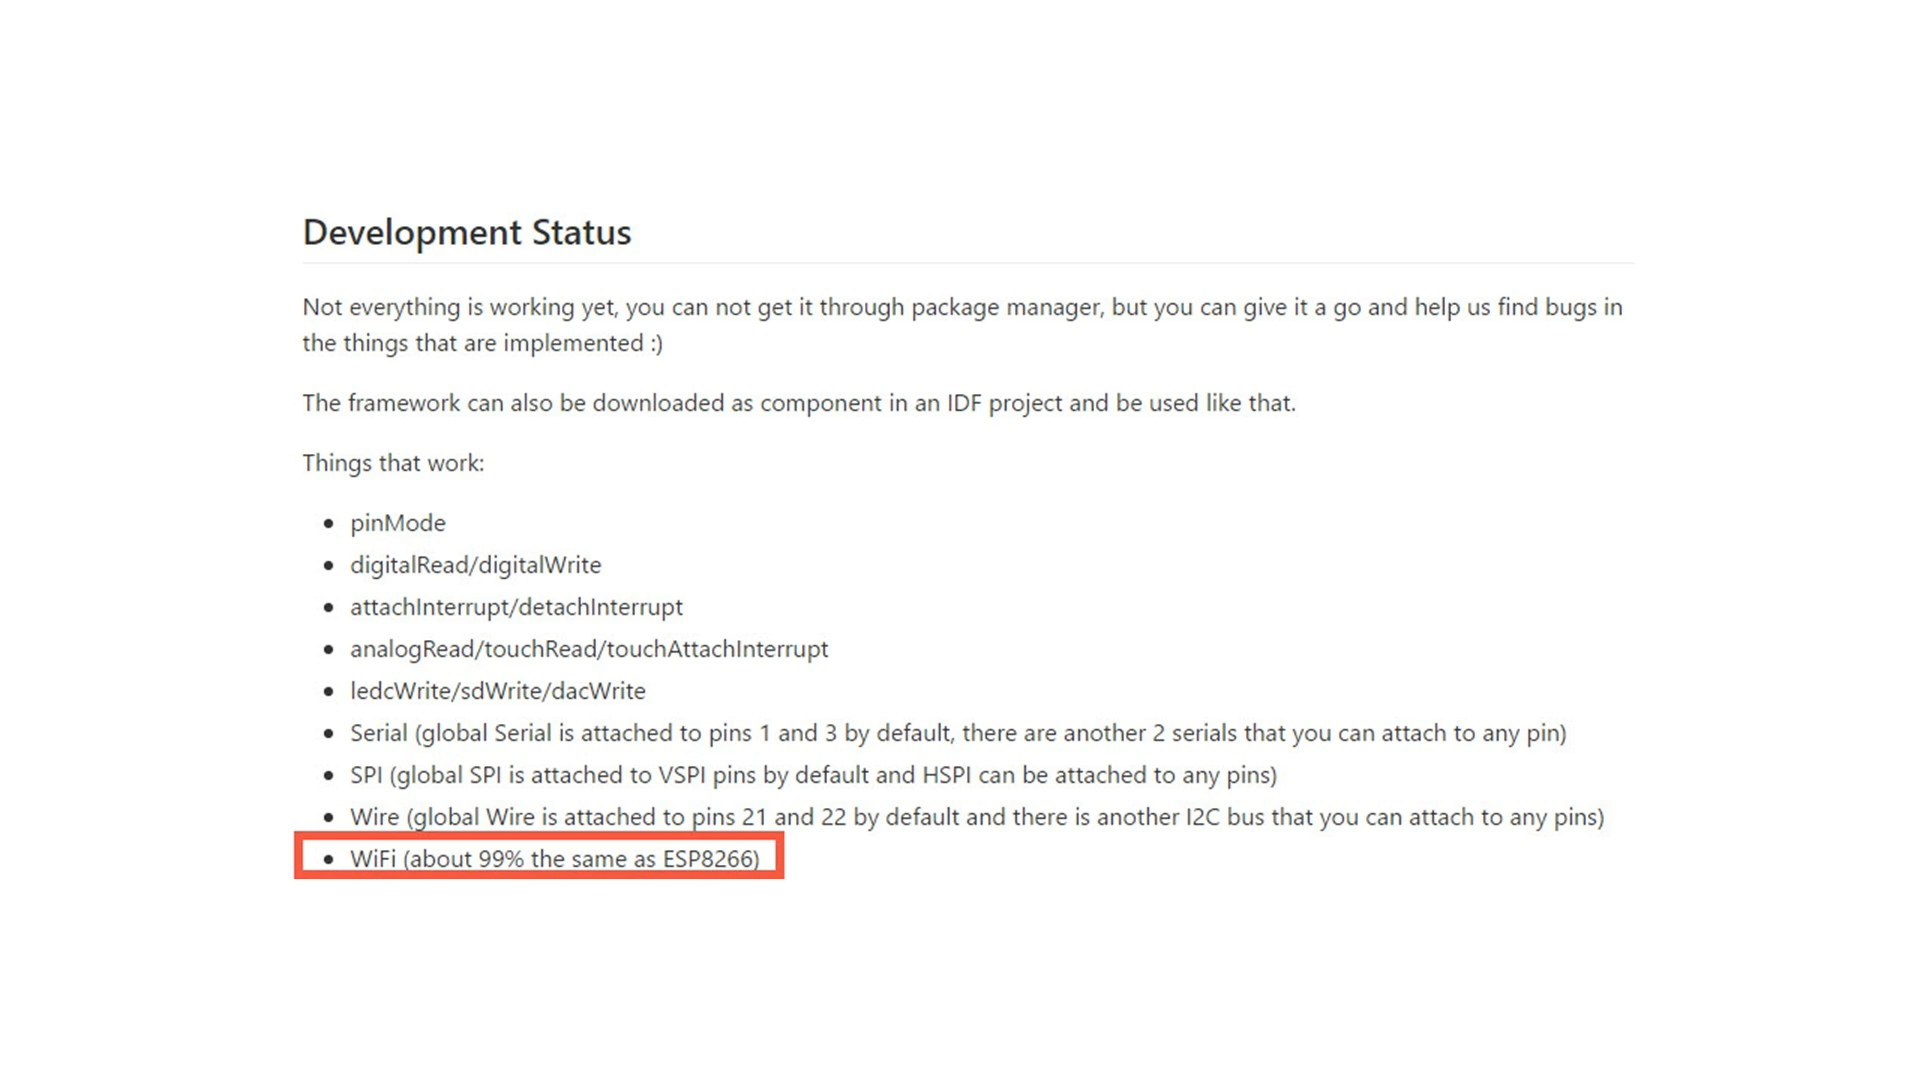 Development Status
Not everything is working yet, you can not get it through package manager, but you can give it a go and help us find bugs in
the things that are implemented :)
The framework can also be downloaded as component in an IDF project and be used like that.
Things that work:
• pinMode
• digitalRead/digitalWrite
• attachInterrupt/detachInterrupt
• analogRead/touchRead/touchAttachInterrupt
• ledcWrite/sdWrite/dacWrite
• Serial (global Serial is attached to pins 1 and 3 by default, there are another 2 serials that you can attach to any pin)
• SPI (global SPI is attached to VSPI pins by default and HSPI can be attached to any pins)
• Wire (global Wire is attached to pins 21 and 22 by default and there is another I2C bus that you can attach to any pins)
• WiFi (about 99% the same as ESP8266)